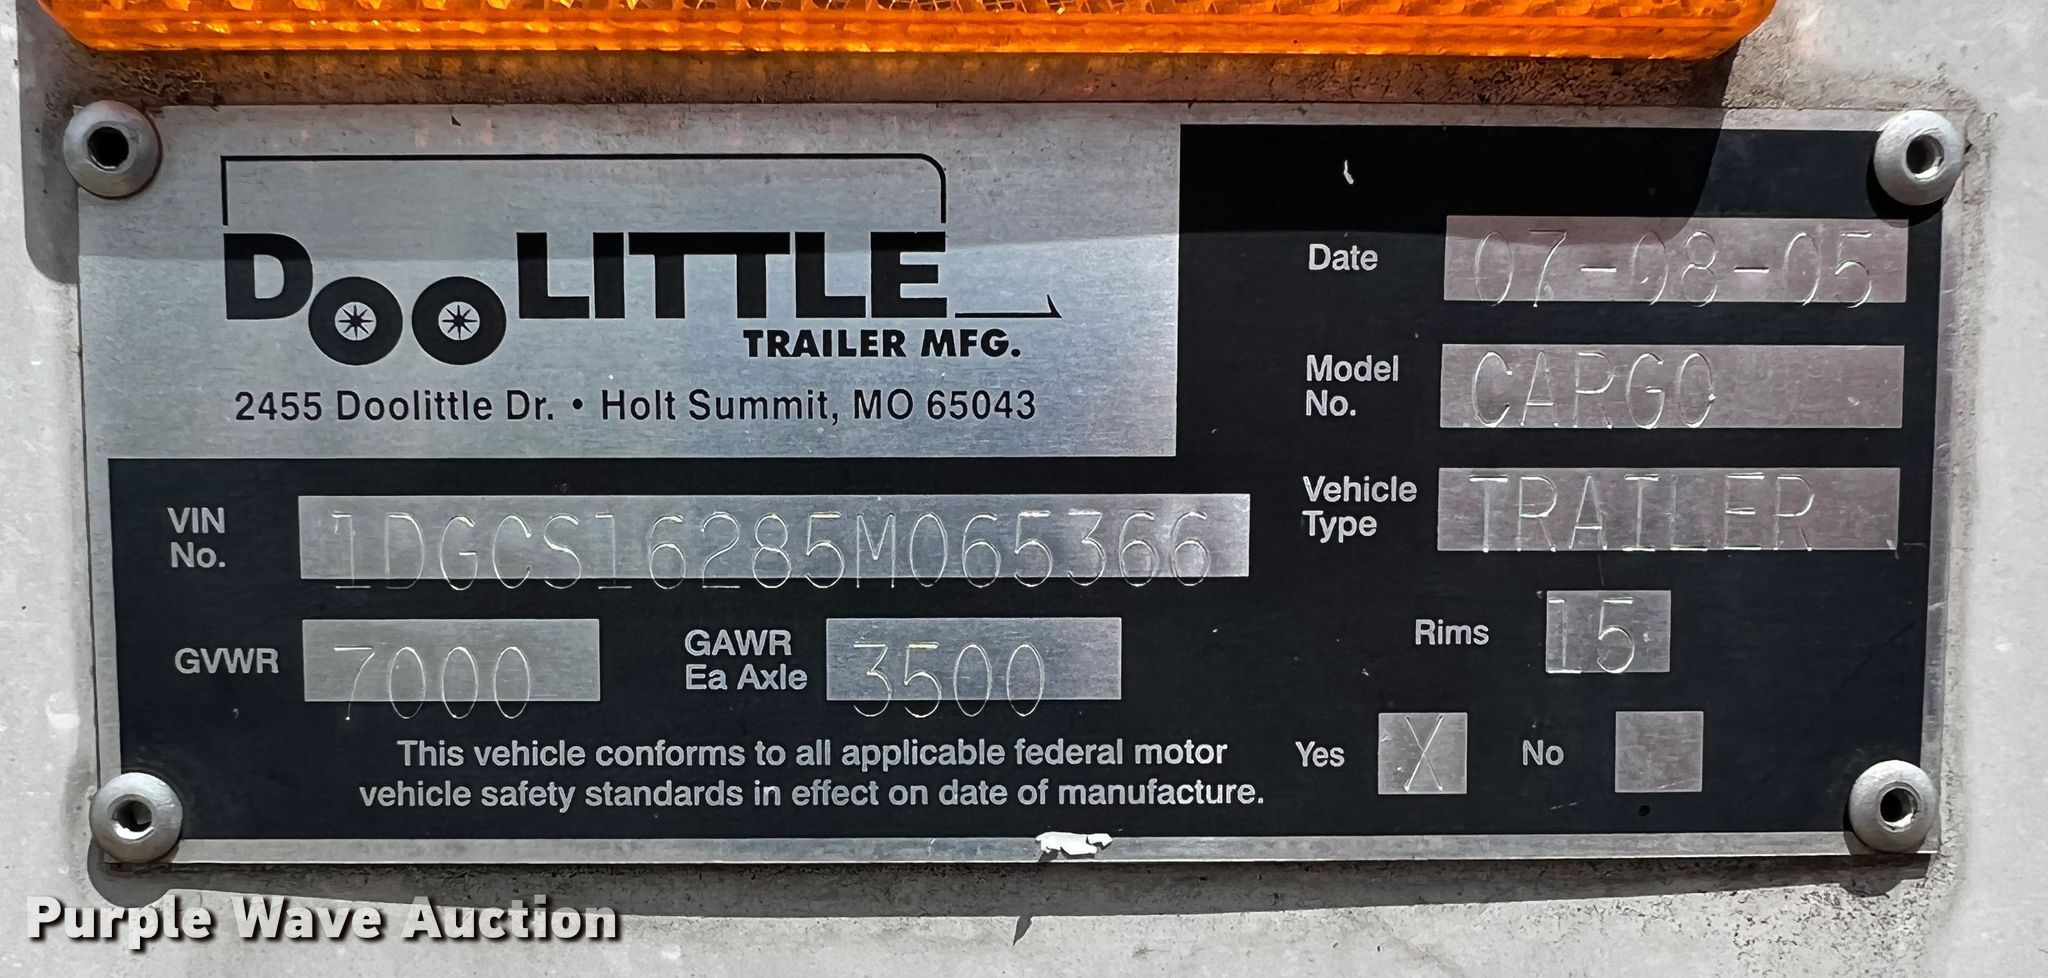 DOOLITTLE
TRAILER MFG.
2455 Doolittle Dr. • Holt Summit, MO 65043
Date 07-08-05
Model No. CARGO
Vehicle Type TRAILER
VIN No. 1DGCS16285M065366
GVWR 7000 GAWR Ea Axle 3500
Rims 15
This vehicle conforms to all applicable federal motor
vehicle safety standards in effect on date of manufacture.
Yes X No
Purple Wave Auction